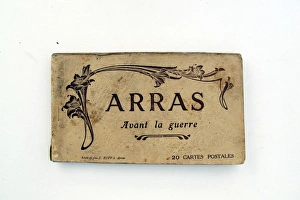 ARRAS
Avant la guerre
20 CARTES POSTALES